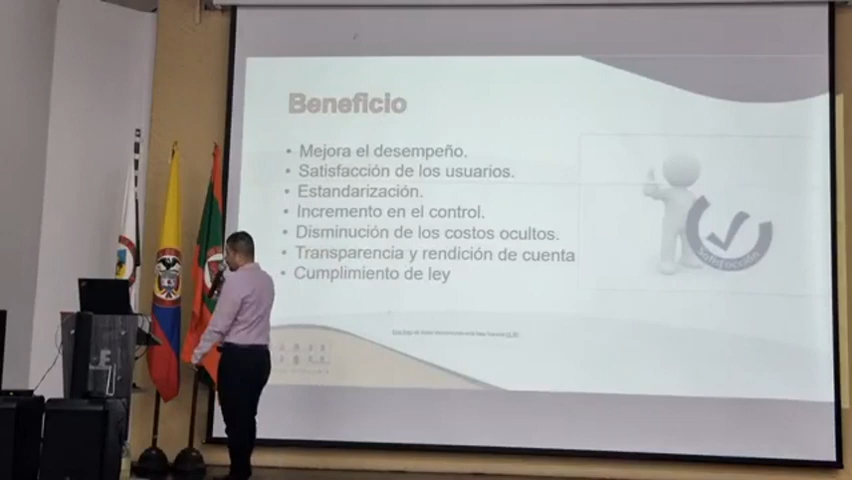 Beneficio
• Mejora el desempeño.
• Satisfacción de los usuarios.
• Estandarización.
• Incremento en el control.
• Disminución de los costos ocultos.
• Transparencia y rendición de cuenta
• Cumplimiento de ley
Satisfacción